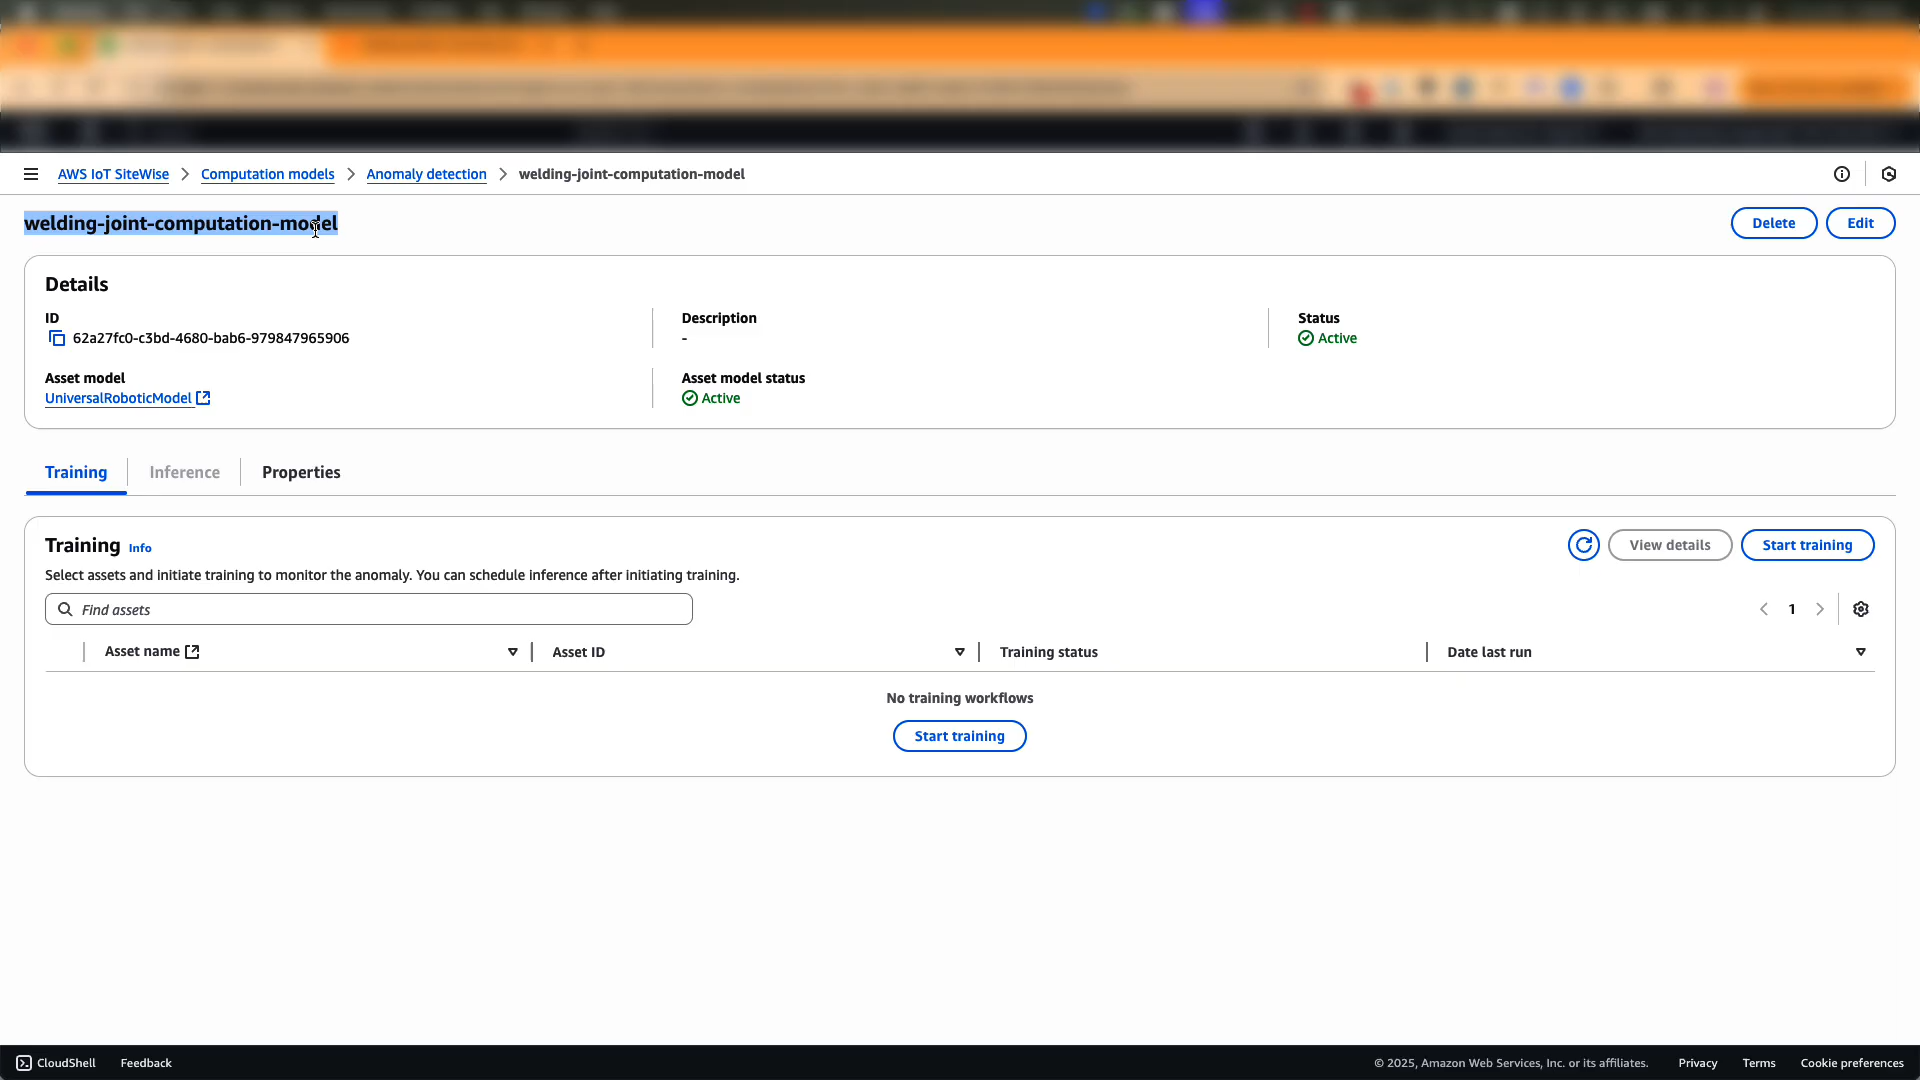 AWS IoT SiteWise > Computation models > Anomaly detection > welding-joint-computation-model
welding-joint-computation-model
Delete
Edit
Details
ID
62a27fc0-c3bd-4680-bab6-979847965906
Description
-
Status
Active
Asset model
UniversalRoboticModel
Asset model status
Active
Training
Inference
Properties
Training Info
View details
Start training
Select assets and initiate training to monitor the anomaly. You can schedule inference after initiating training.
Find assets
1
Asset name
Asset ID
Training status
Date last run
No training workflows
Start training
CloudShell
Feedback
© 2025, Amazon Web Services, Inc. or its affiliates.
Privacy
Terms
Cookie preferences